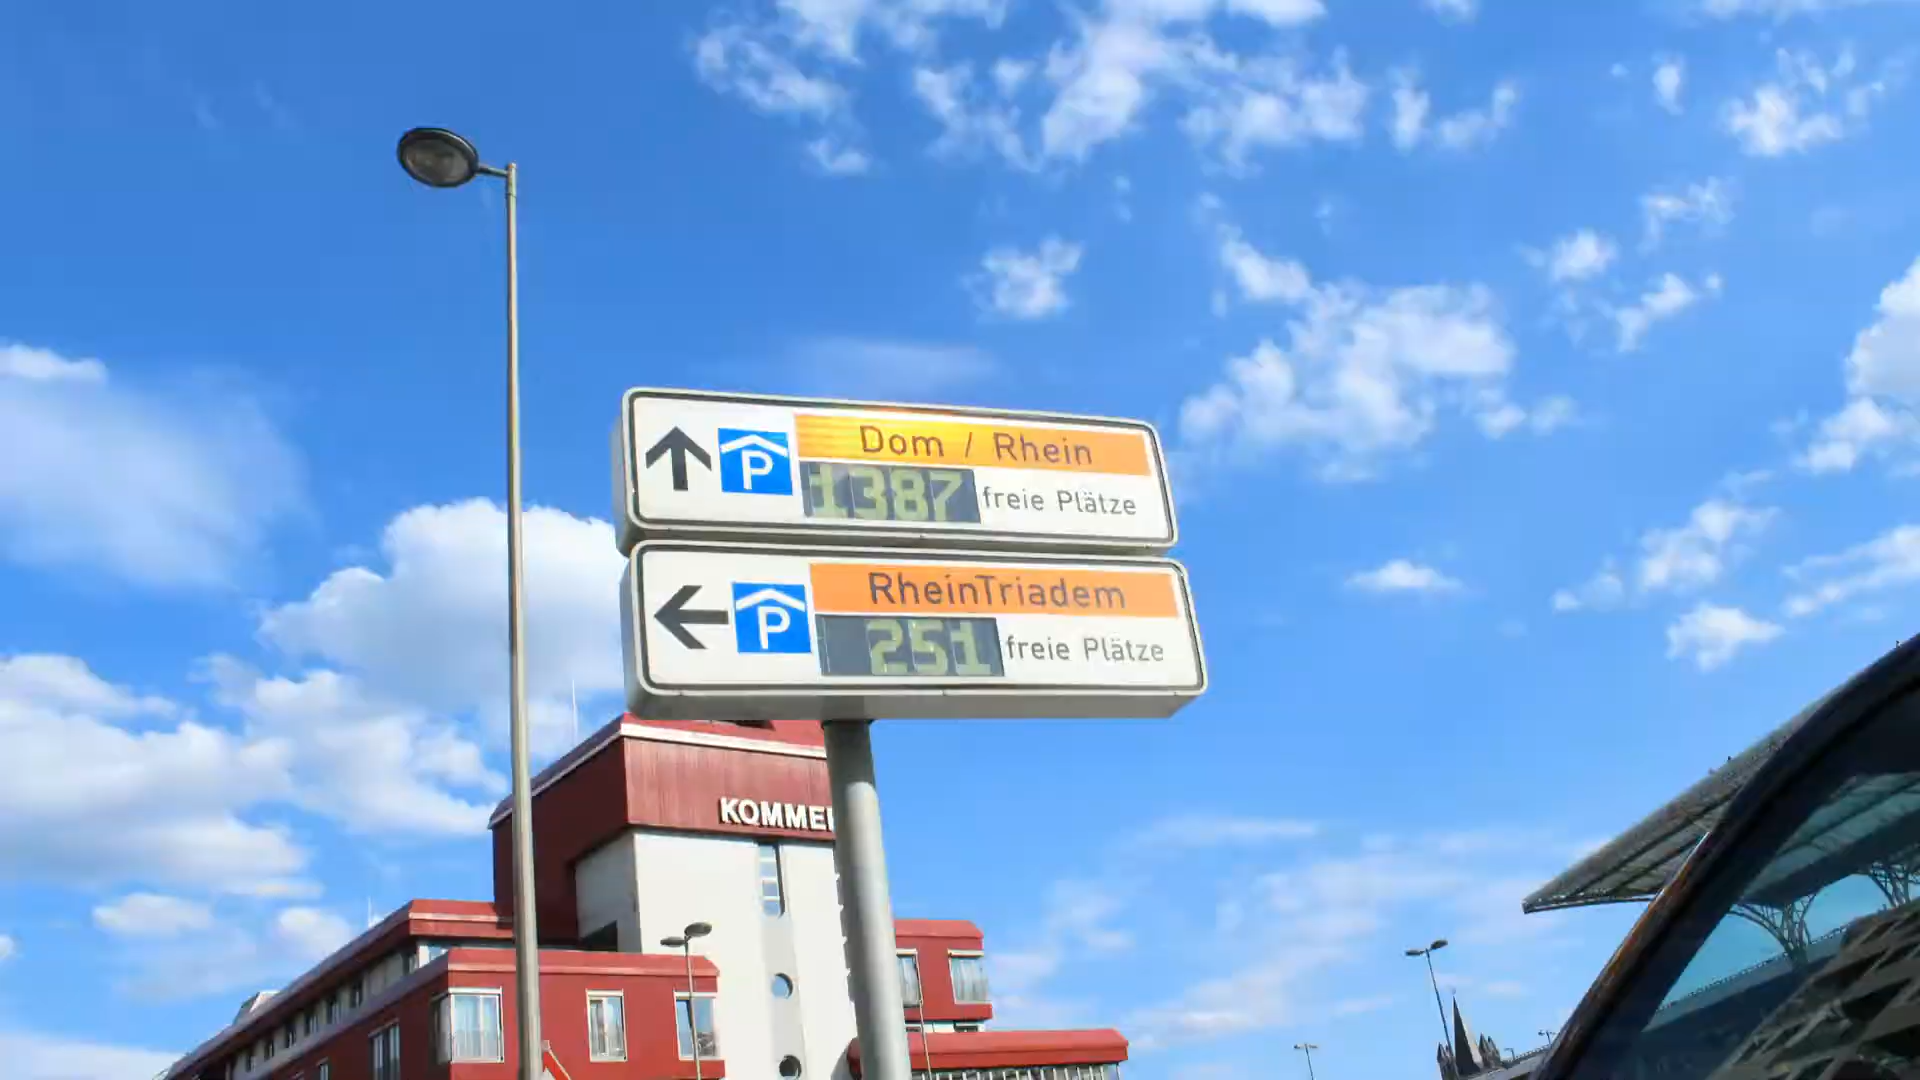 P Dom / Rhein
1387 freie Plätze
P RheinTriadem
251 freie Plätze
KOMME